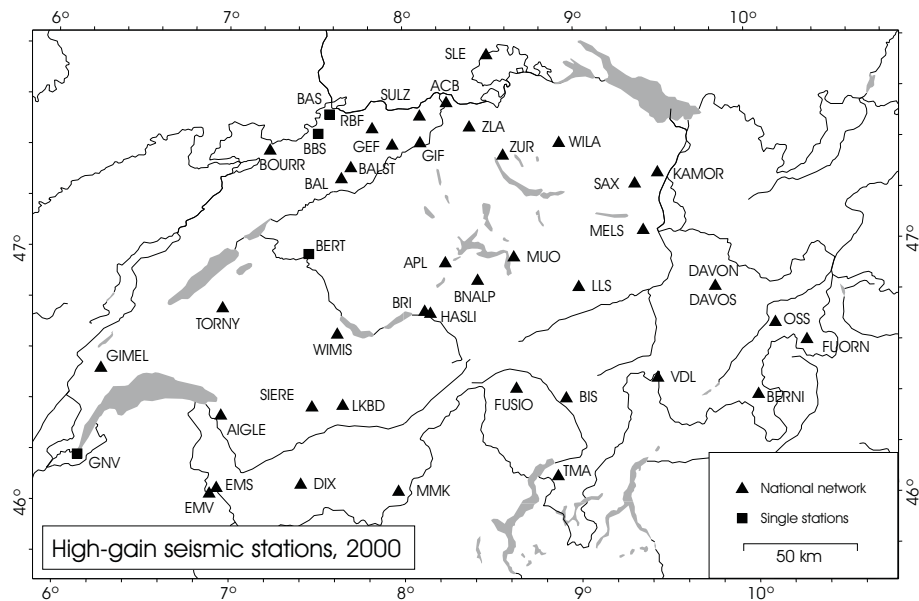 6° 7° 8° 9° 10°
SLE
ACB
SULZ
BAS
RBF
ZLA
BBS
GEF
GIF
ZUR
WILA
BOURR
BALST
BAL
SAX
KAMOR
MELS
47°
47°
BERT
APL
MUO
DAVON
BNALP
LLS
DAVOS
BRI
HASLI
TORNY
OSS
WIMIS
FUORN
GIMEL
VDL
SIERE
LKBD
FUSIO
BIS
BERNI
AIGLE
GNV
TMA
EMS
DIX
MMK
EMV
46°
46°
National network
Single stations
50 km
High-gain seismic stations, 2000
6° 7° 8° 9° 10°